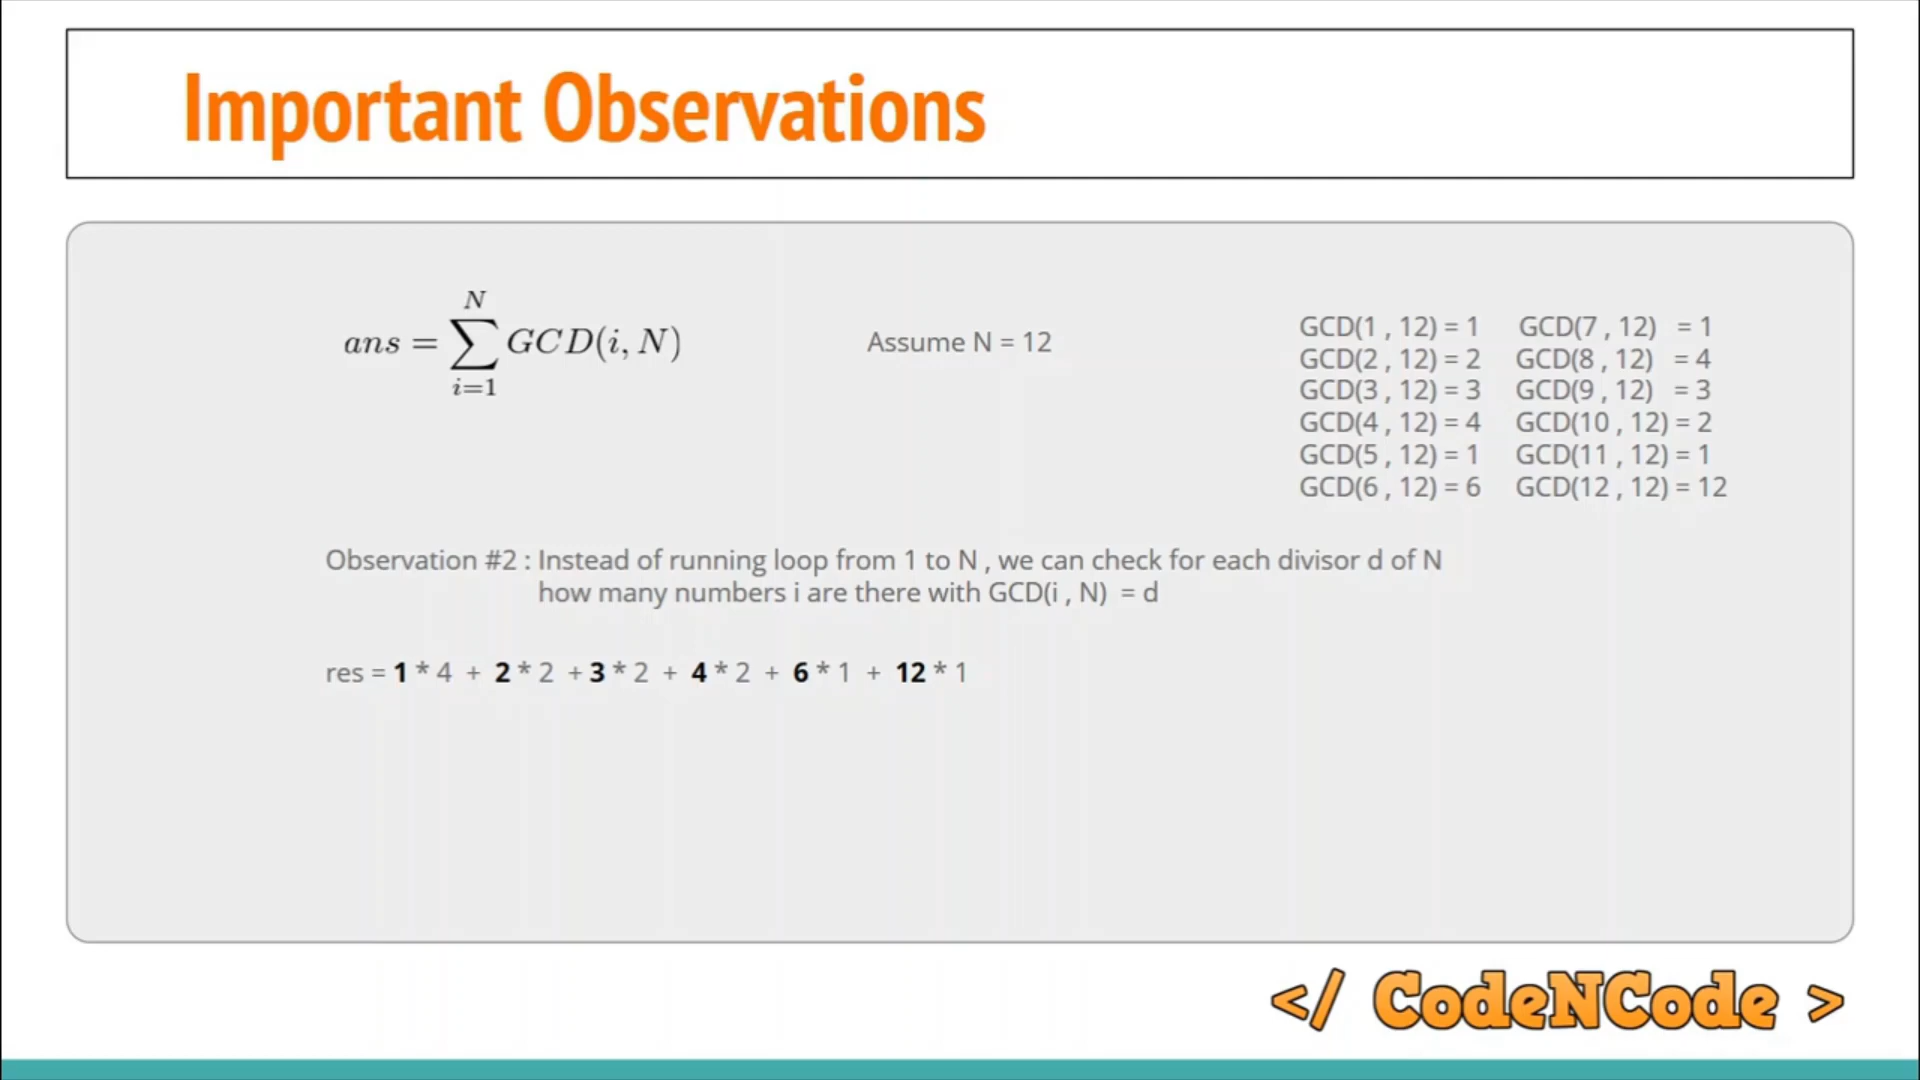 Important Observations
ans = \sum_{i=1}^{N} GCD(i, N)
Assume N = 12
GCD(1 , 12) = 1 GCD(7 , 12) = 1
GCD(2 , 12) = 2 GCD(8 , 12) = 4
GCD(3 , 12) = 3 GCD(9 , 12) = 3
GCD(4 , 12) = 4 GCD(10 , 12) = 2
GCD(5 , 12) = 1 GCD(11 , 12) = 1
GCD(6 , 12) = 6 GCD(12 , 12) = 12
Observation #2 : Instead of running loop from 1 to N , we can check for each divisor d of N
how many numbers i are there with GCD(i , N) = d
res = 1 * 4 + 2 * 2 + 3 * 2 + 4 * 2 + 6 * 1 + 12 * 1
</ CodeNCode >